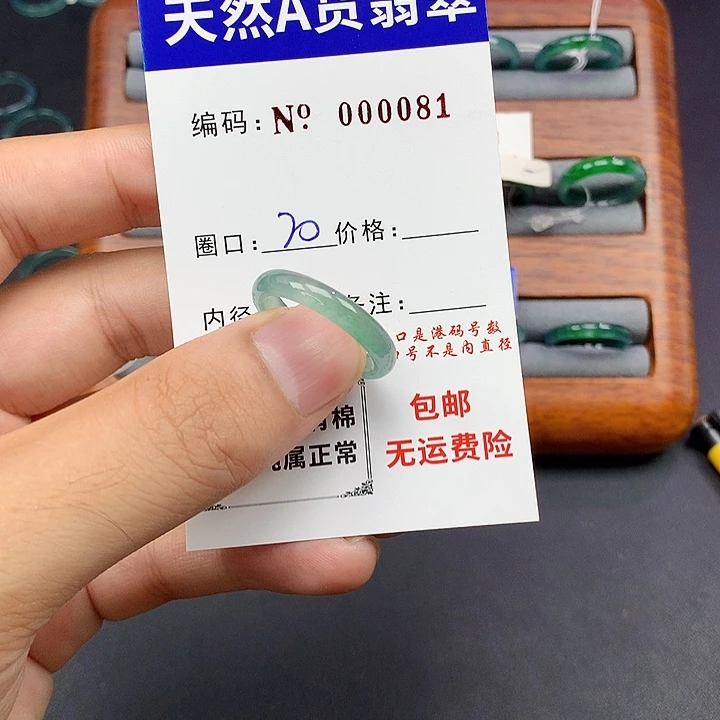 天然A货翡翠
编码: Nº 000081
圈口: 20 价格:
内径 备注:
口是港码号数
号不是内直径
棉
属正常
包邮
无运费险